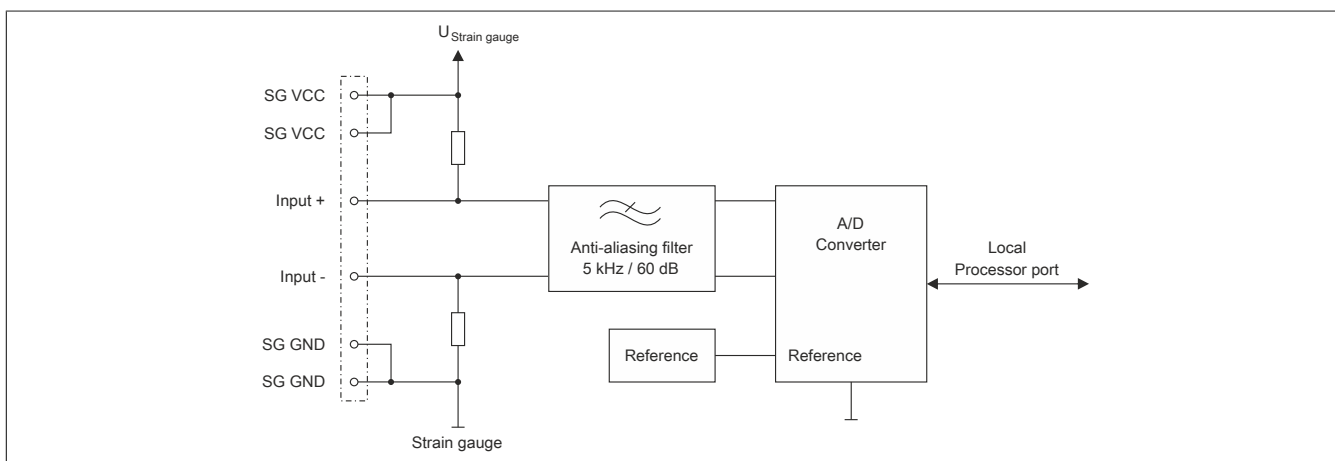 U Strain gauge
SG VCC
SG VCC
Input +
Input -
SG GND
SG GND
Strain gauge
Anti-aliasing filter
5 kHz / 60 dB
Reference
A/D
Converter
Reference
Local
Processor port